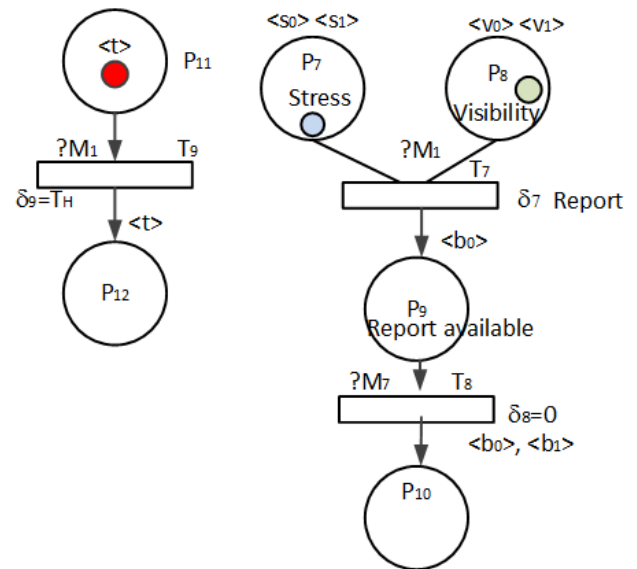 <t>
P11
?M1 T9
δ9=TH
<t>
P12
<s0> <s1>
P7
Stress
<v0> <v1>
P8
Visibility
?M1
T7
δ7 Report
<b0>
P9
Report available
?M7 T8
δ8=0
<b0>, <b1>
P10